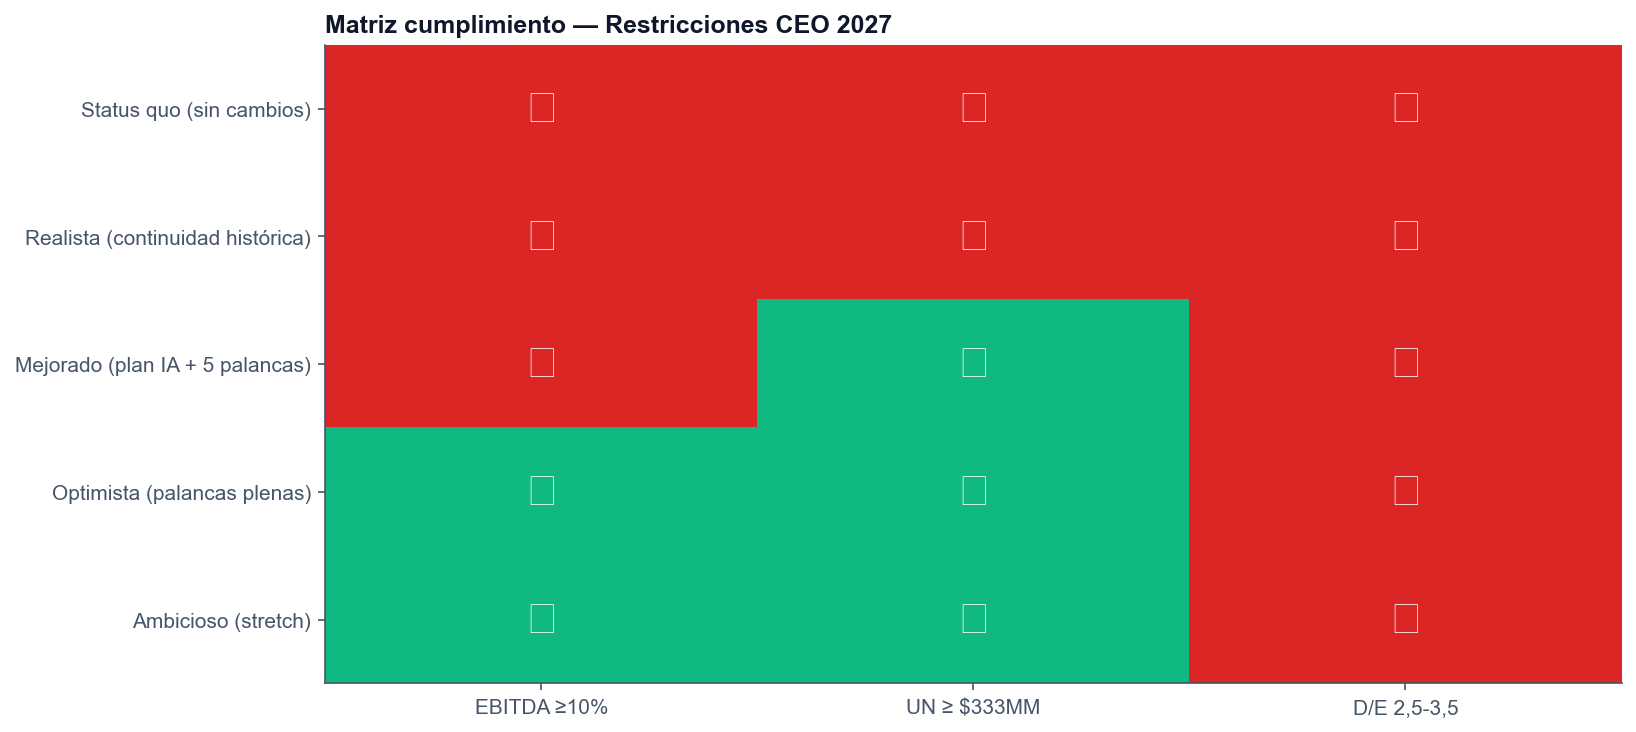 Matriz cumplimiento — Restricciones CEO 2027
Status quo (sin cambios)
Realista (continuidad histórica)
Mejorado (plan IA + 5 palancas)
Optimista (palancas plenas)
Ambicioso (stretch)
EBITDA ≥10%
UN ≥ $333MM
D/E 2,5-3,5